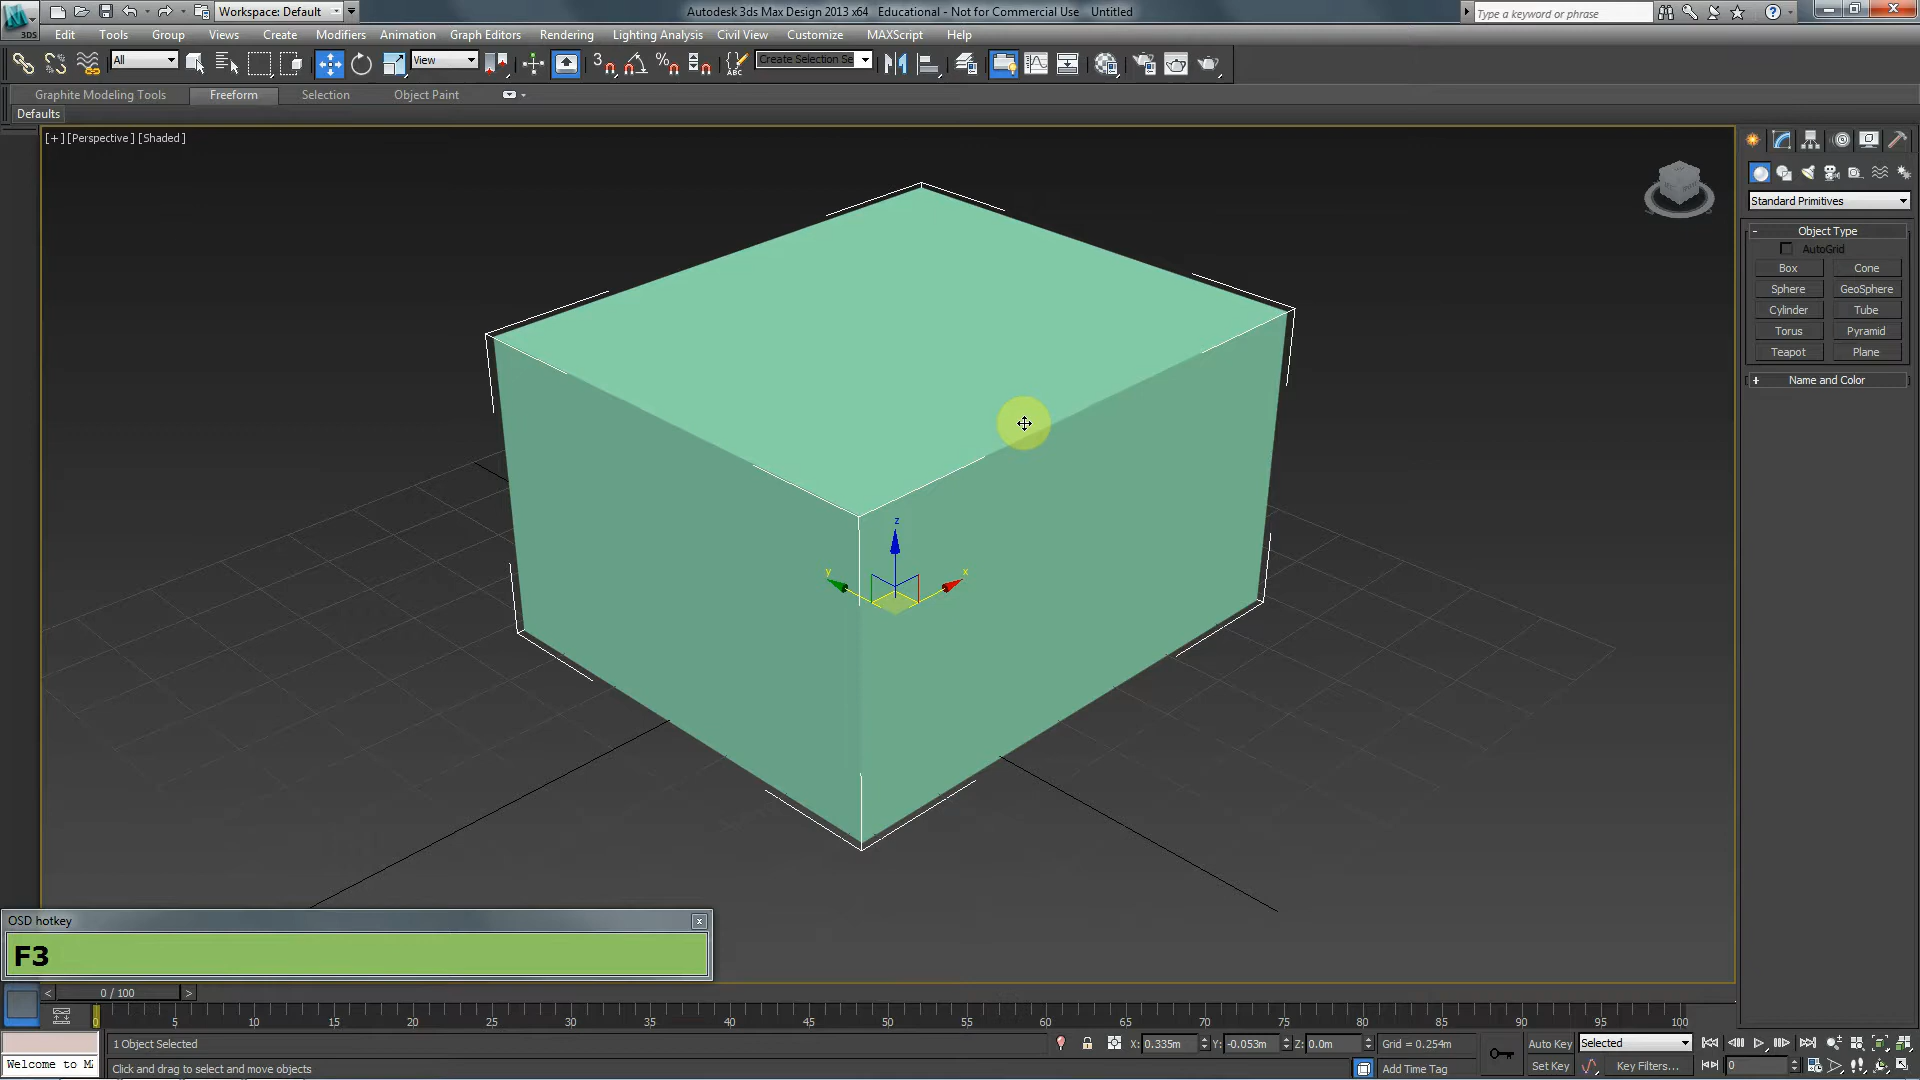 Workspace: Default
Autodesk 3ds Max Design 2013 x64 Educational - Not for Commercial Use Untitled
Type a keyword or phrase
3DS
Edit Tools Group Views Create Modifiers Animation Graph Editors Rendering Lighting Analysis Civil View Customize MAXScript Help
All View 3 ABC Create Selection Se
Graphite Modeling Tools Freeform Selection Object Paint
Defaults
[+] [Perspective] [Shaded]
Standard Primitives
- Object Type
AutoGrid
Box Cone
Sphere GeoSphere
Cylinder Tube
Torus Pyramid
Teapot Plane
+ Name and Color
z
y x
OSD hotkey x
F3
< 0 / 100 >
0 5 10 15 20 25 30 35 40 45 50 55 60 65 70 75 80 85 90 95 100
1 Object Selected X: 0.335m Y: -0.053m Z: 0.0m Grid = 0.254m Auto Key Selected
Welcome to M Click and drag to select and move objects Add Time Tag Set Key Key Filters... 0